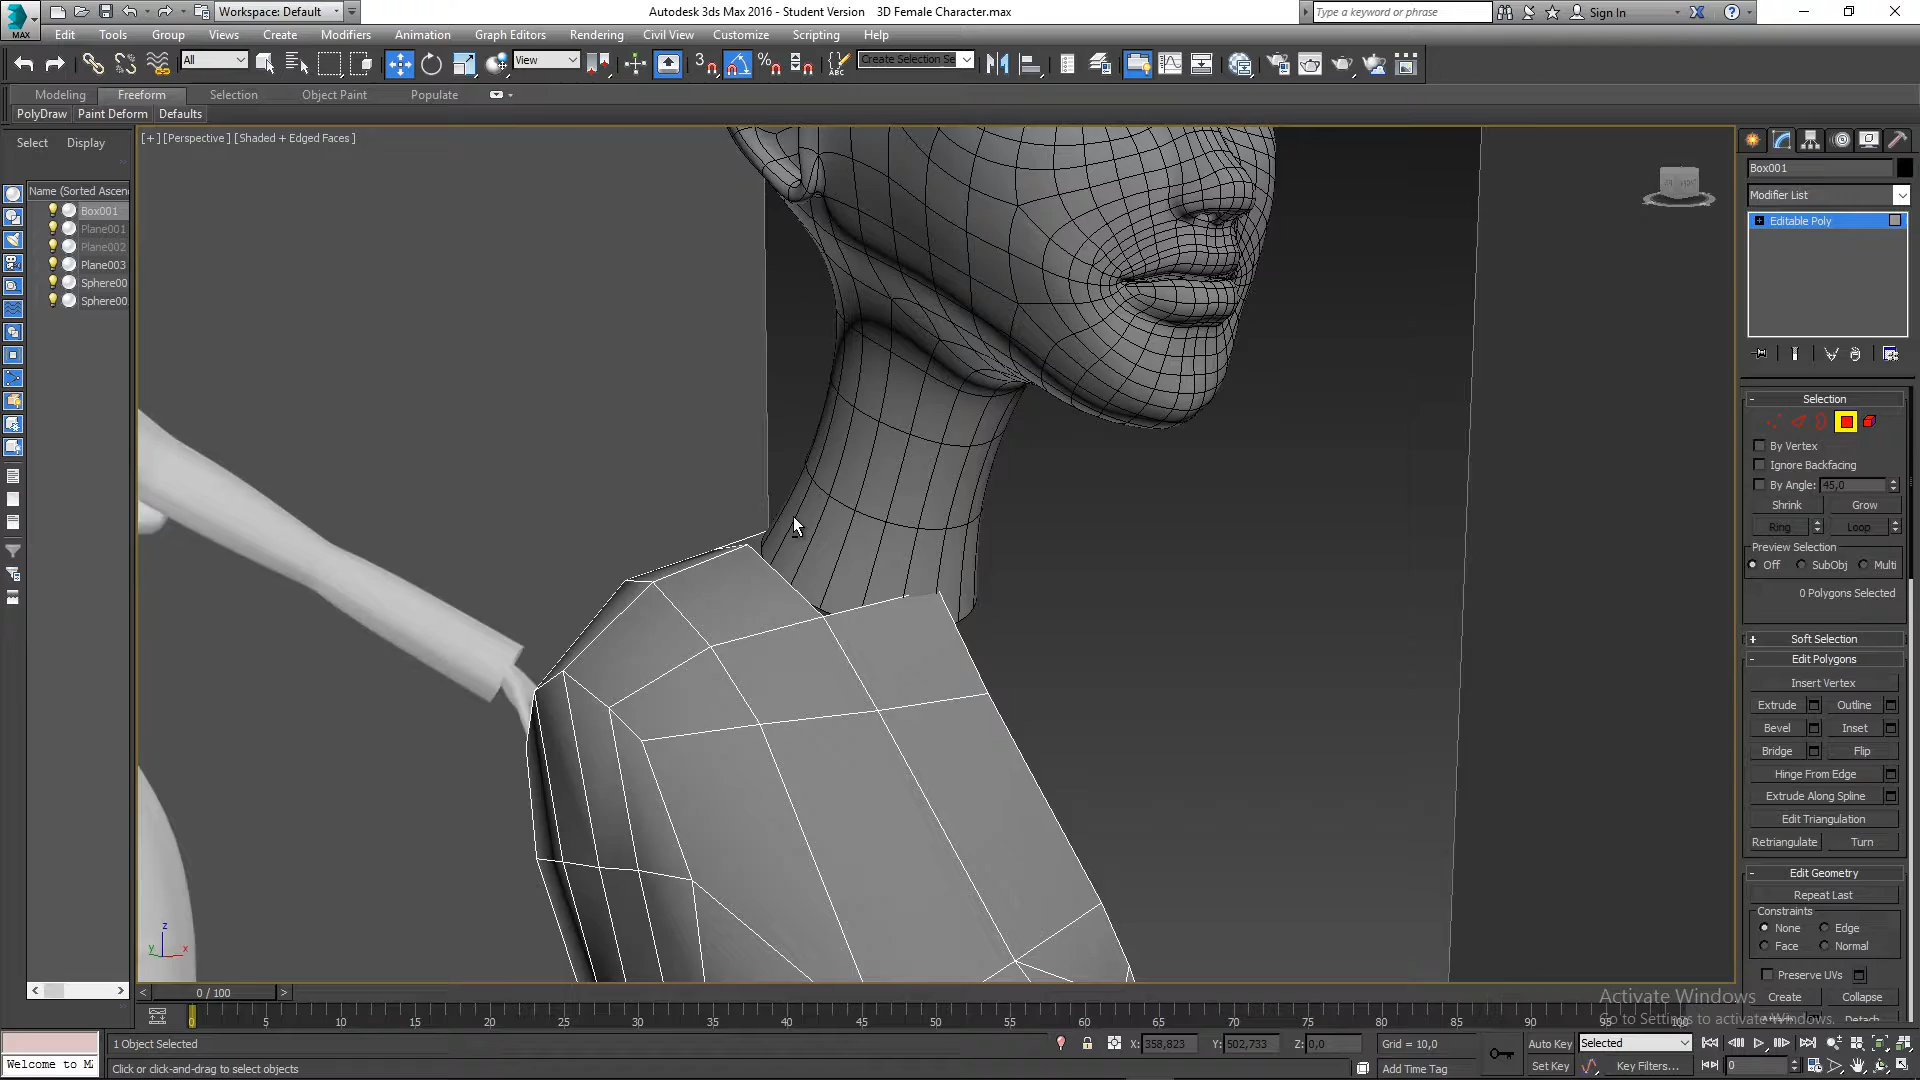 Workspace: Default
Autodesk 3ds Max 2016 - Student Version 3D Female Character.max
Type a keyword or phrase
Sign In
MAX
Edit Tools Group Views Create Modifiers Animation Graph Editors Rendering Civil View Customize Scripting Help
All
View
3
ABC
Create Selection Se
Modeling Freeform Selection Object Paint Populate
PolyDraw Paint Deform Defaults
Select Display
[+] [Perspective] [Shaded + Edged Faces]
Name (Sorted Ascen
Box001
Plane001
Plane002
Plane003
Sphere00
Sphere00
Box001
Modifier List
Editable Poly
Selection
By Vertex
Ignore Backfacing
By Angle: 45,0
Shrink Grow
Ring Loop
Preview Selection
Off SubObj Multi
0 Polygons Selected
Soft Selection
Edit Polygons
Insert Vertex
Extrude Outline
Bevel Inset
Bridge Flip
Hinge From Edge
Extrude Along Spline
Edit Triangulation
Retriangulate Turn
Edit Geometry
Repeat Last
Constraints
None Edge
Face Normal
Preserve UVs
Create Collapse
Detach
z
y x
Activate Windows
Go to Settings to activate Windows.
0 / 100
0 5 10 15 20 25 30 35 40 45 50 55 60 65 70 75 80 85 90 95 100
1 Object Selected
X: 358,823 Y: 502,733 Z: 0,0
Grid = 10,0
Auto Key Selected
Welcome to M
Click or click-and-drag to select objects
Add Time Tag
Set Key Key Filters...
0